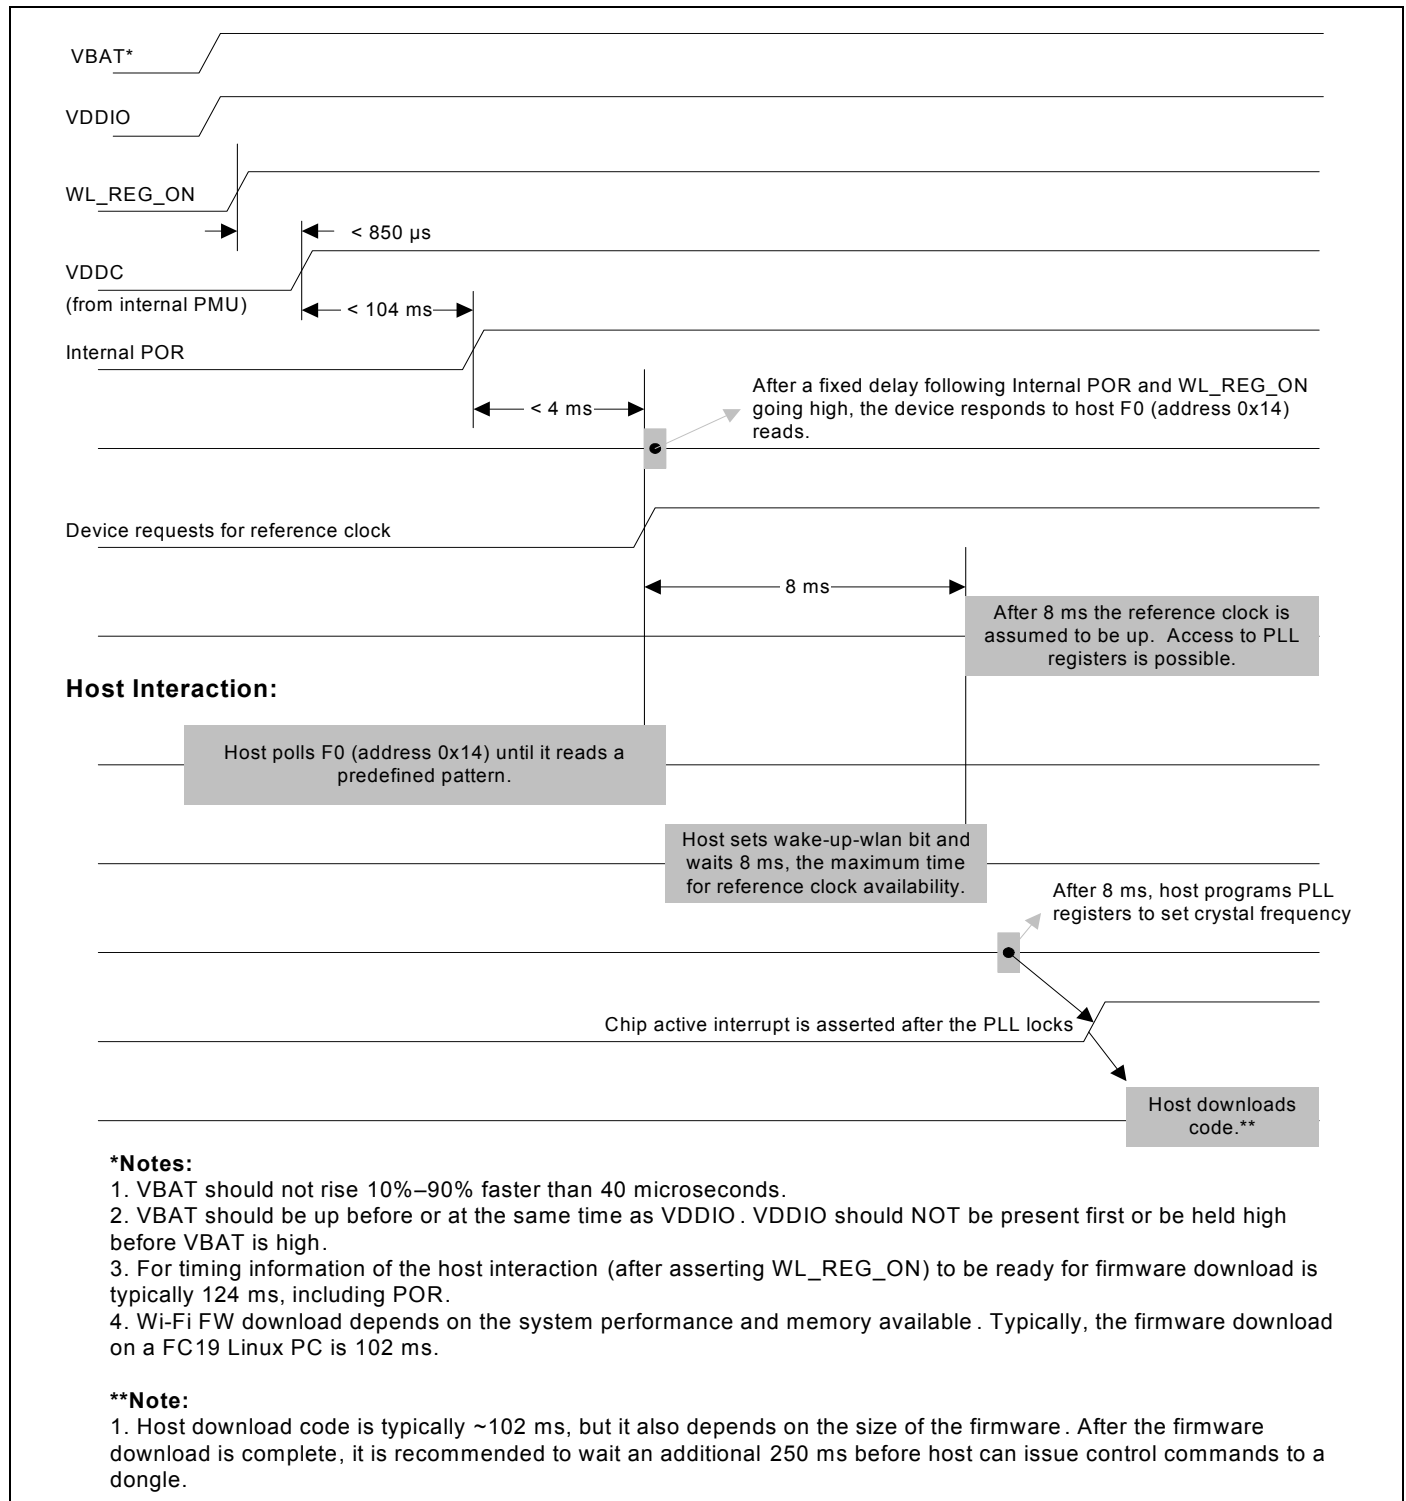 VBAT*
VDDIO
WL_REG_ON
< 850 µs
VDDC
(from internal PMU)
< 104 ms
Internal POR
< 4 ms
After a fixed delay following Internal POR and WL_REG_ON
going high, the device responds to host F0 (address 0x14)
reads.
Device requests for reference clock
8 ms
After 8 ms the reference clock is
assumed to be up. Access to PLL
registers is possible.
Host Interaction:
Host polls F0 (address 0x14) until it reads a
predefined pattern.
Host sets wake-up-wlan bit and
waits 8 ms, the maximum time
for reference clock availability.
After 8 ms, host programs PLL
registers to set crystal frequency
Chip active interrupt is asserted after the PLL locks
Host downloads
code.**
*Notes:
1. VBAT should not rise 10%–90% faster than 40 microseconds.
2. VBAT should be up before or at the same time as VDDIO. VDDIO should NOT be present first or be held high
before VBAT is high.
3. For timing information of the host interaction (after asserting WL_REG_ON) to be ready for firmware download is
typically 124 ms, including POR.
4. Wi-Fi FW download depends on the system performance and memory available. Typically, the firmware download
on a FC19 Linux PC is 102 ms.
**Note:
1. Host download code is typically ~102 ms, but it also depends on the size of the firmware. After the firmware
download is complete, it is recommended to wait an additional 250 ms before host can issue control commands to a
dongle.